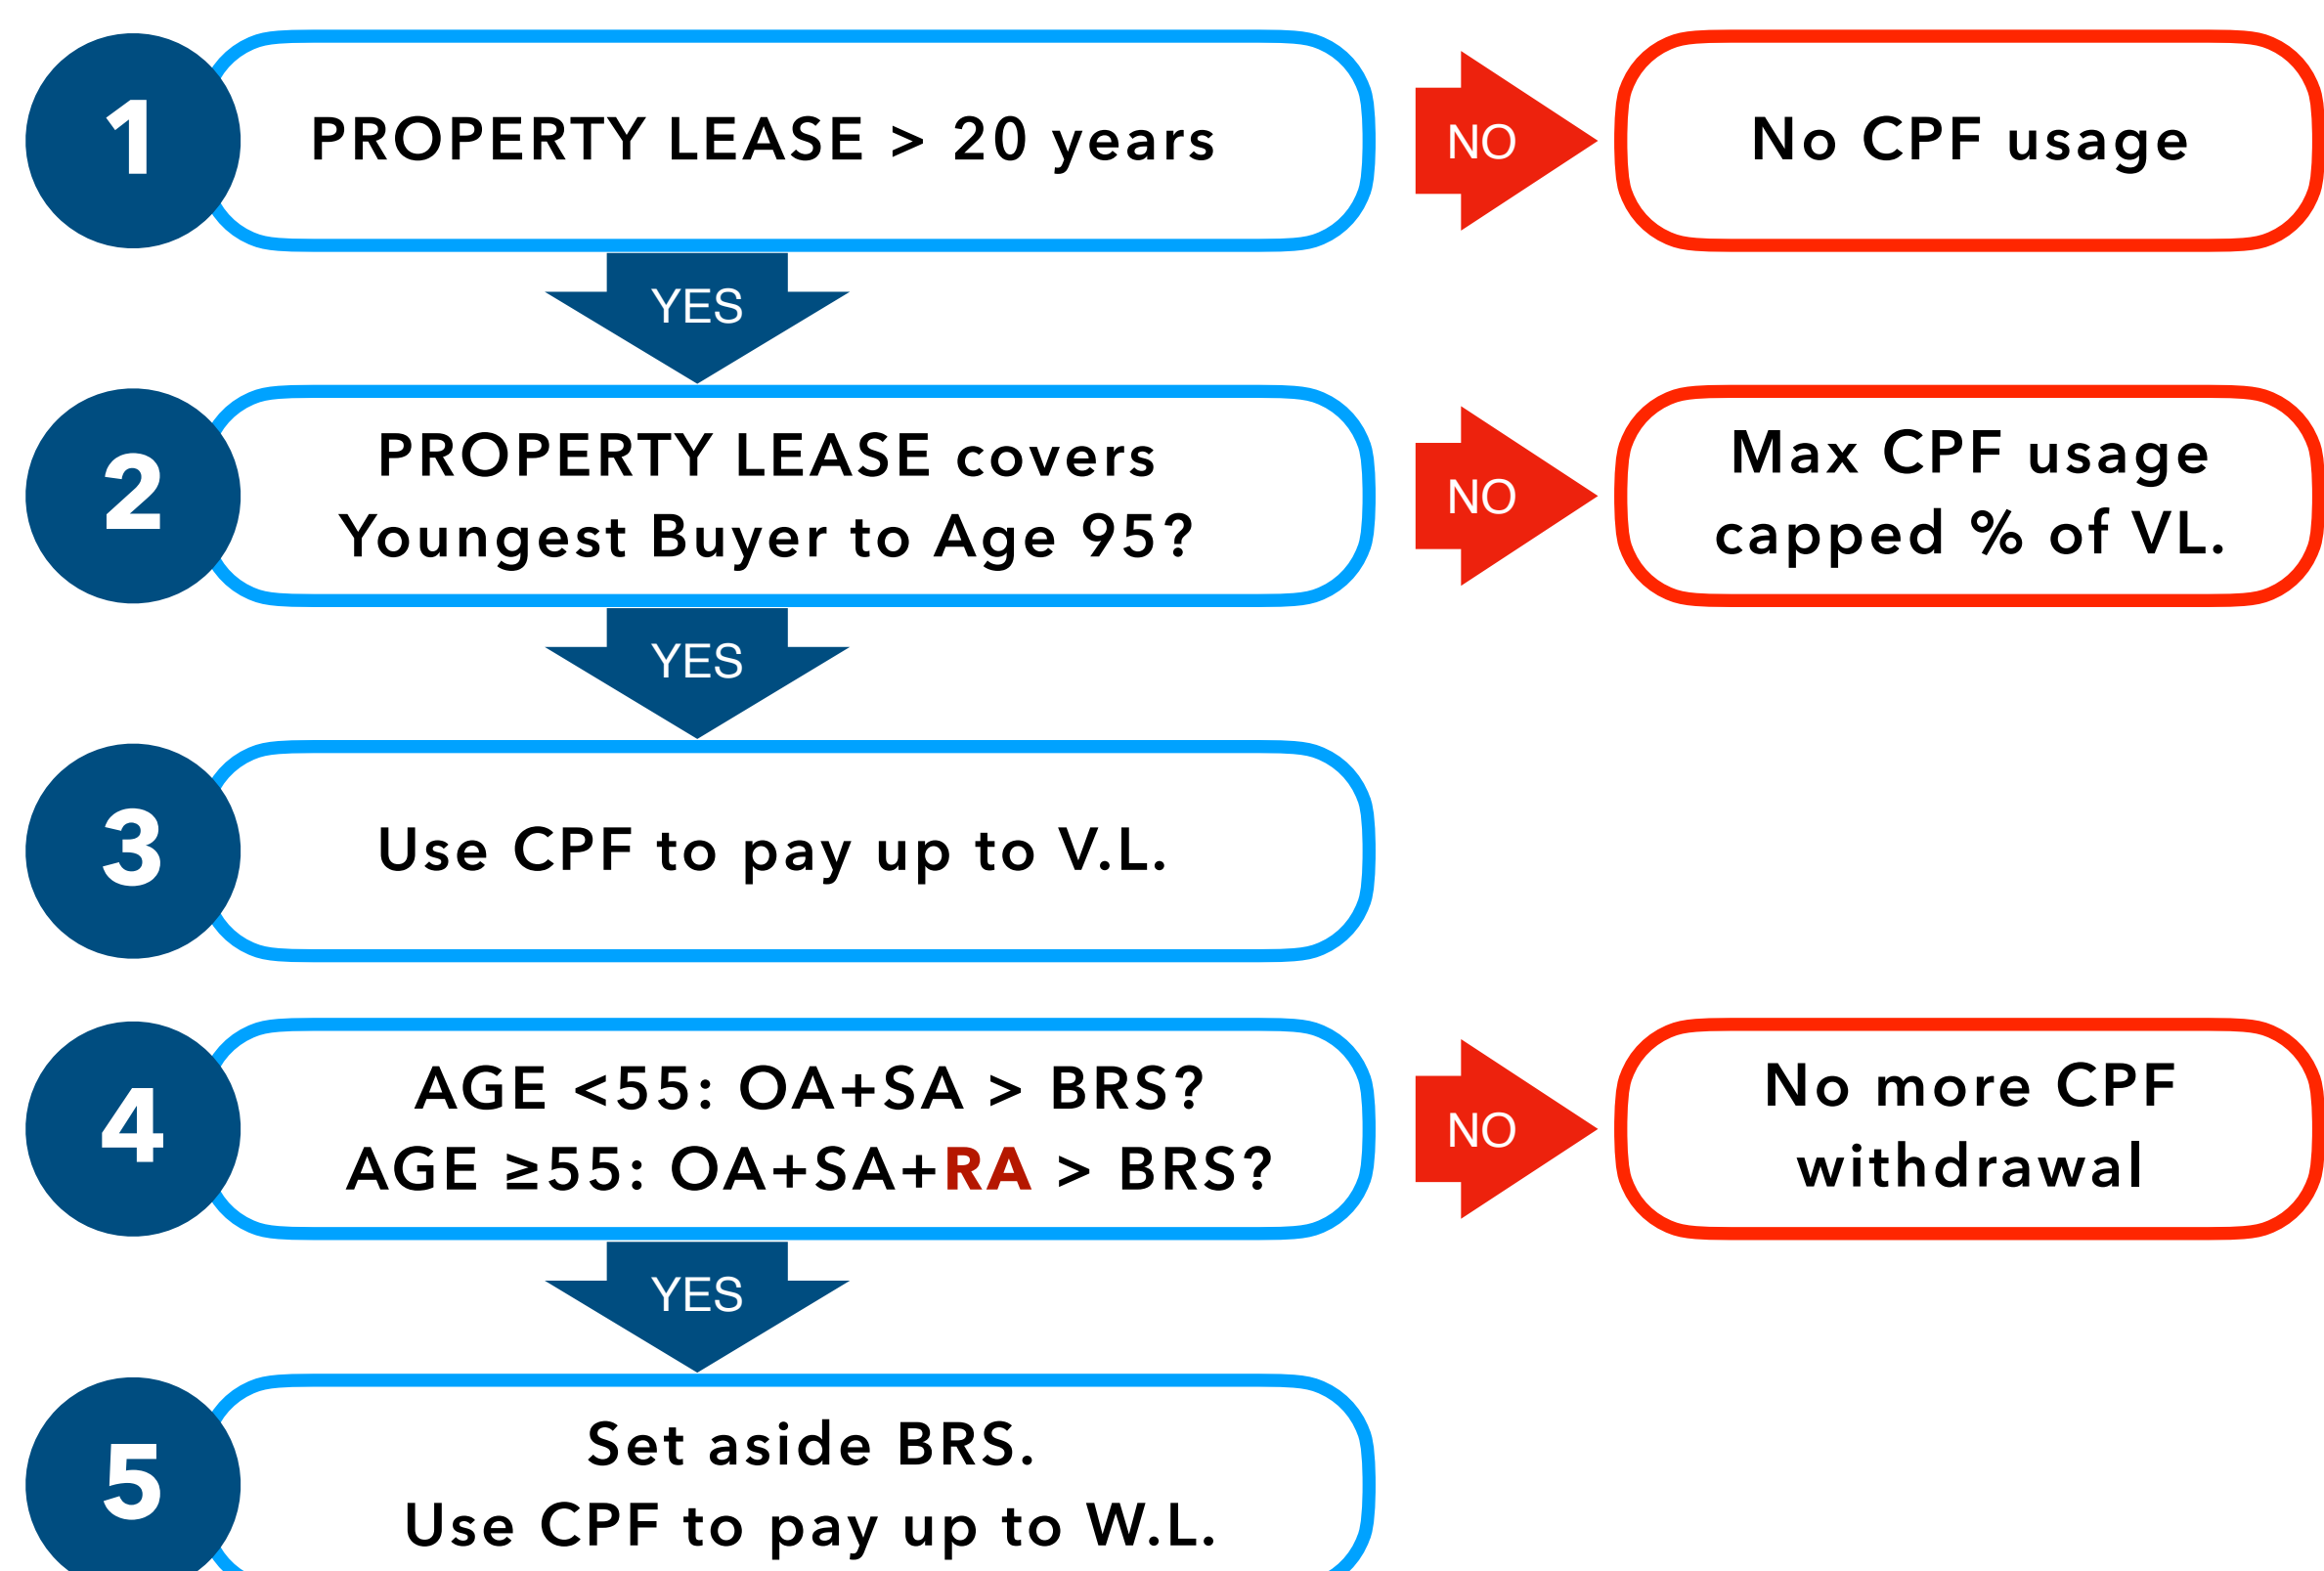 1
PROPERTY LEASE > 20 years
NO
No CPF usage
YES
2
PROPERTY LEASE covers
Youngest Buyer to Age 95?
NO
Max CPF usage
capped % of VL.
YES
3
Use CPF to pay up to V.L.
4
AGE <55: OA+SA > BRS?
AGE ≥55: OA+SA+RA > BRS?
NO
No more CPF
withdrawal
YES
5
Set aside BRS.
Use CPF to pay up to W.L.